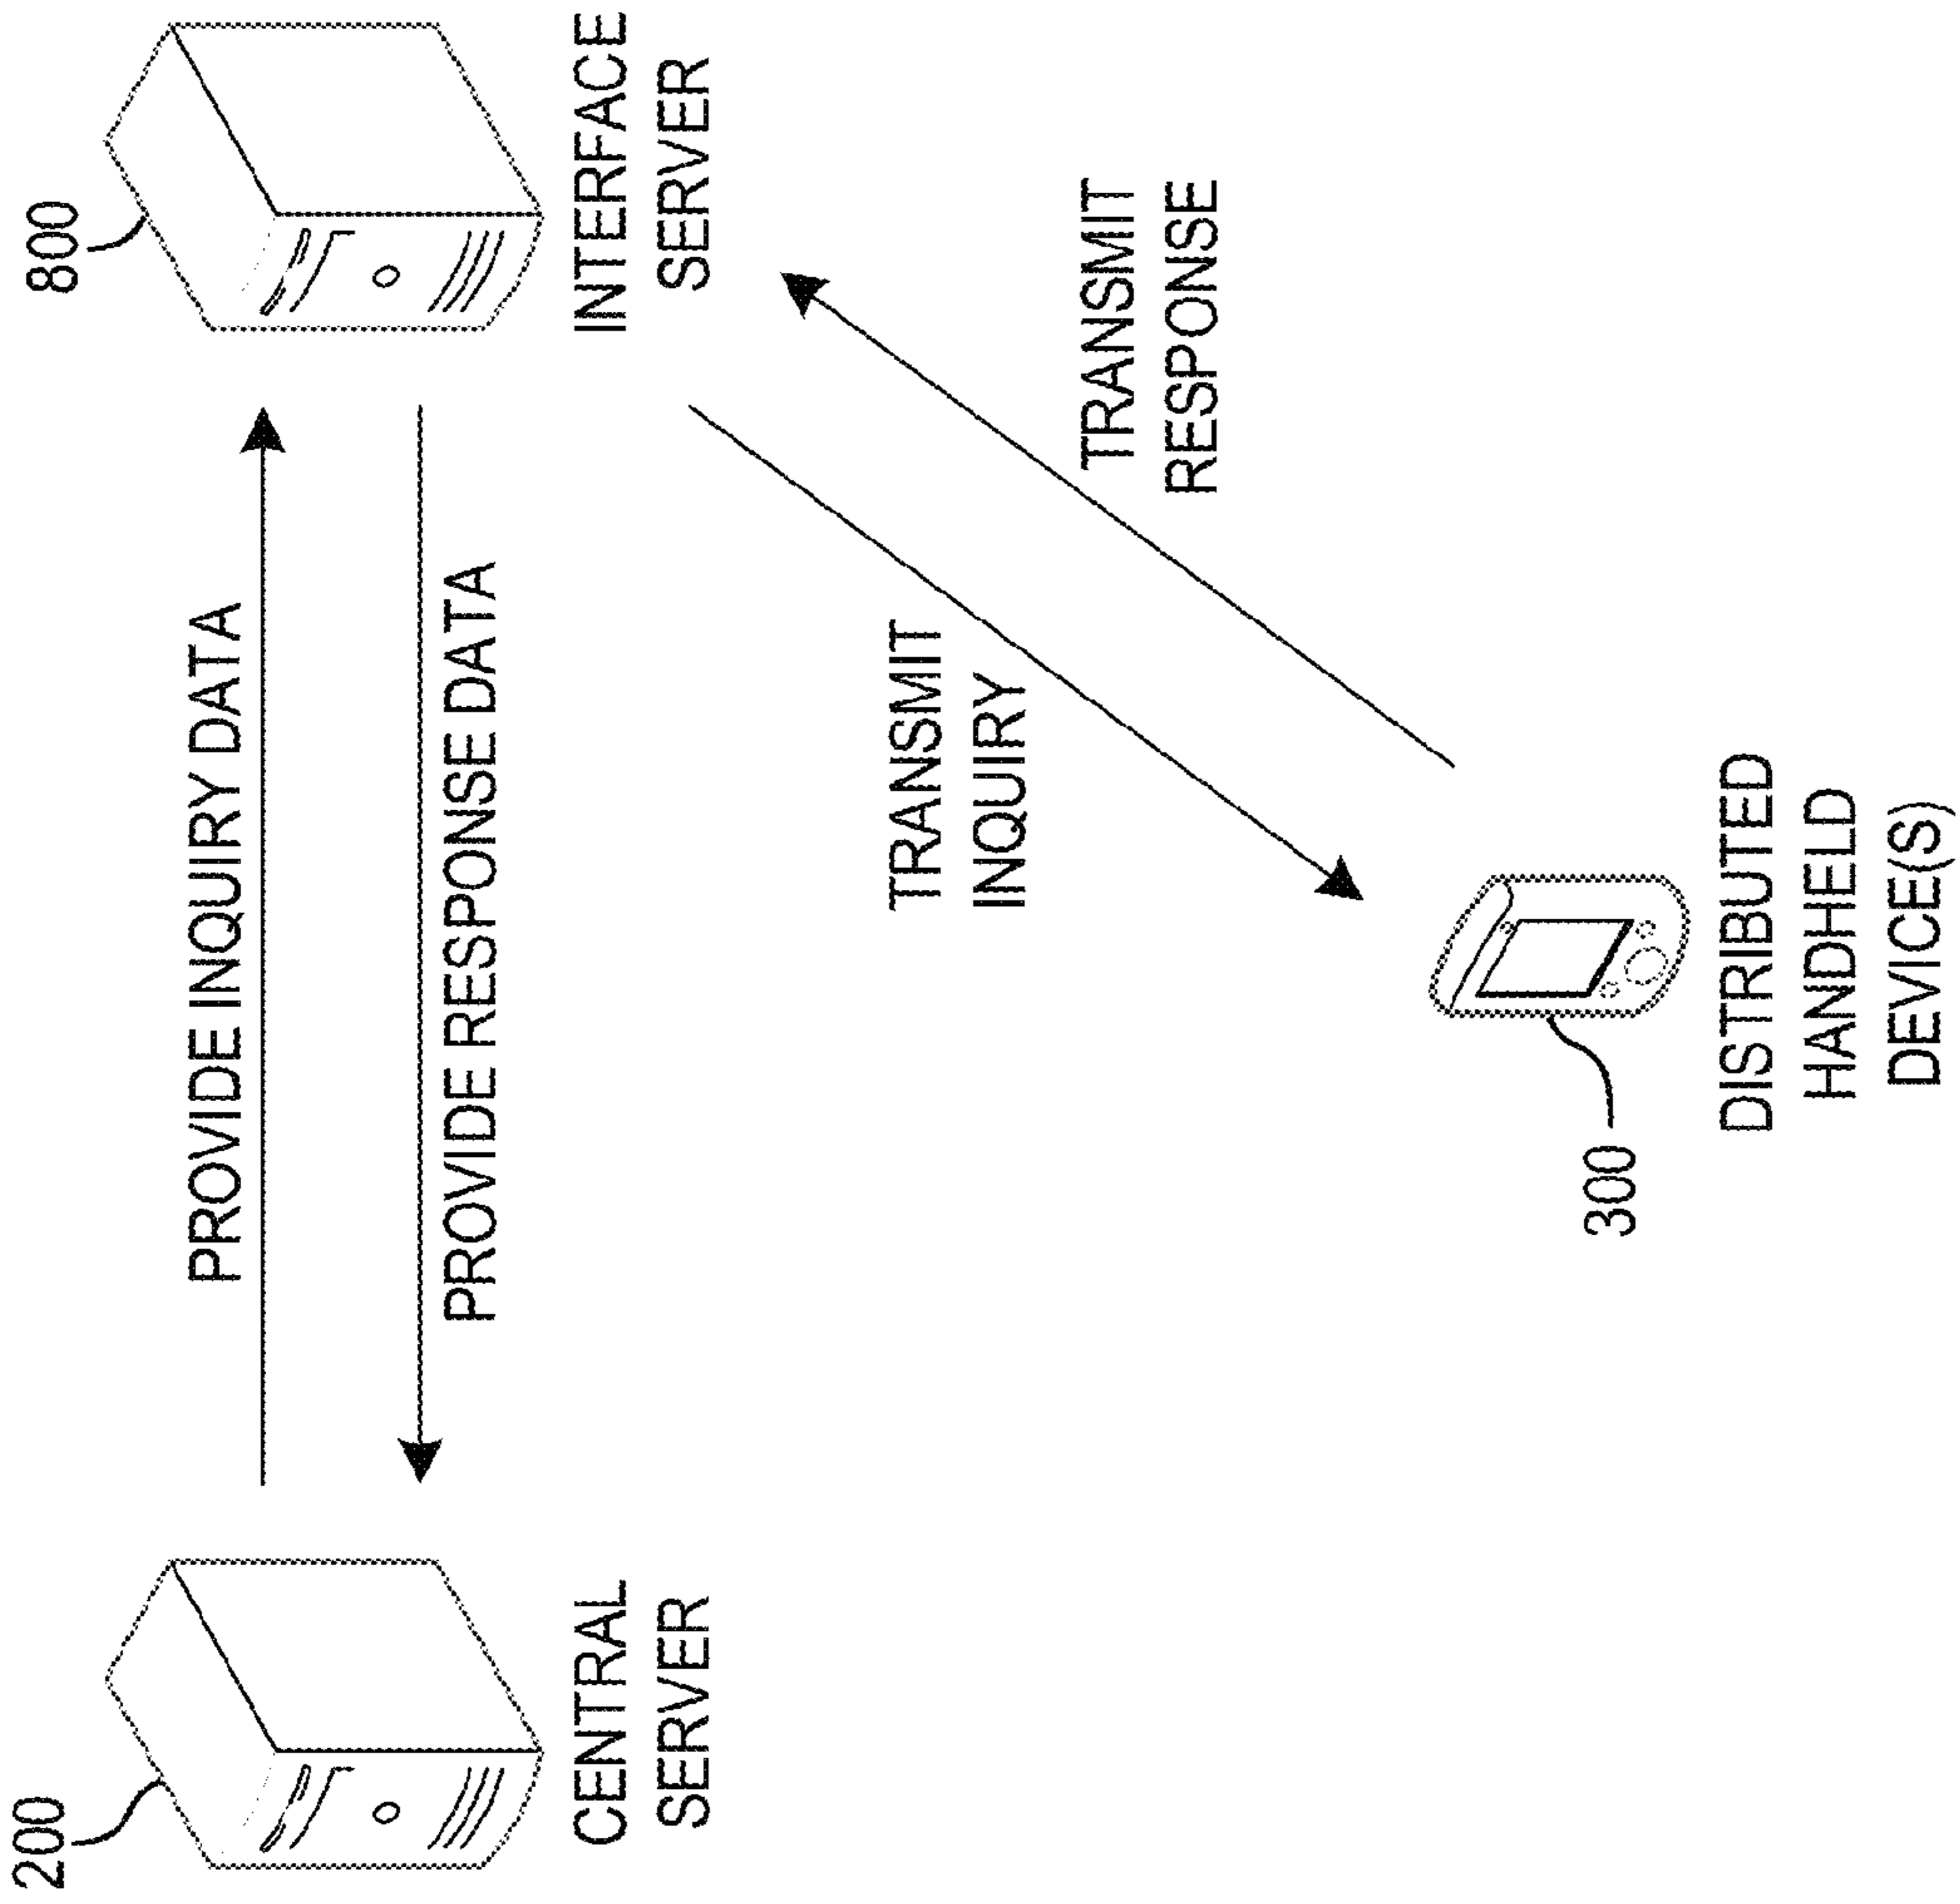 200
CENTRAL
SERVER
PROVIDE INQUIRY DATA
PROVIDE RESPONSE DATA
800
INTERFACE
SERVER
TRANSMIT
INQUIRY
TRANSMIT
RESPONSE
300
DISTRIBUTED
HANDHELD
DEVICE(S)